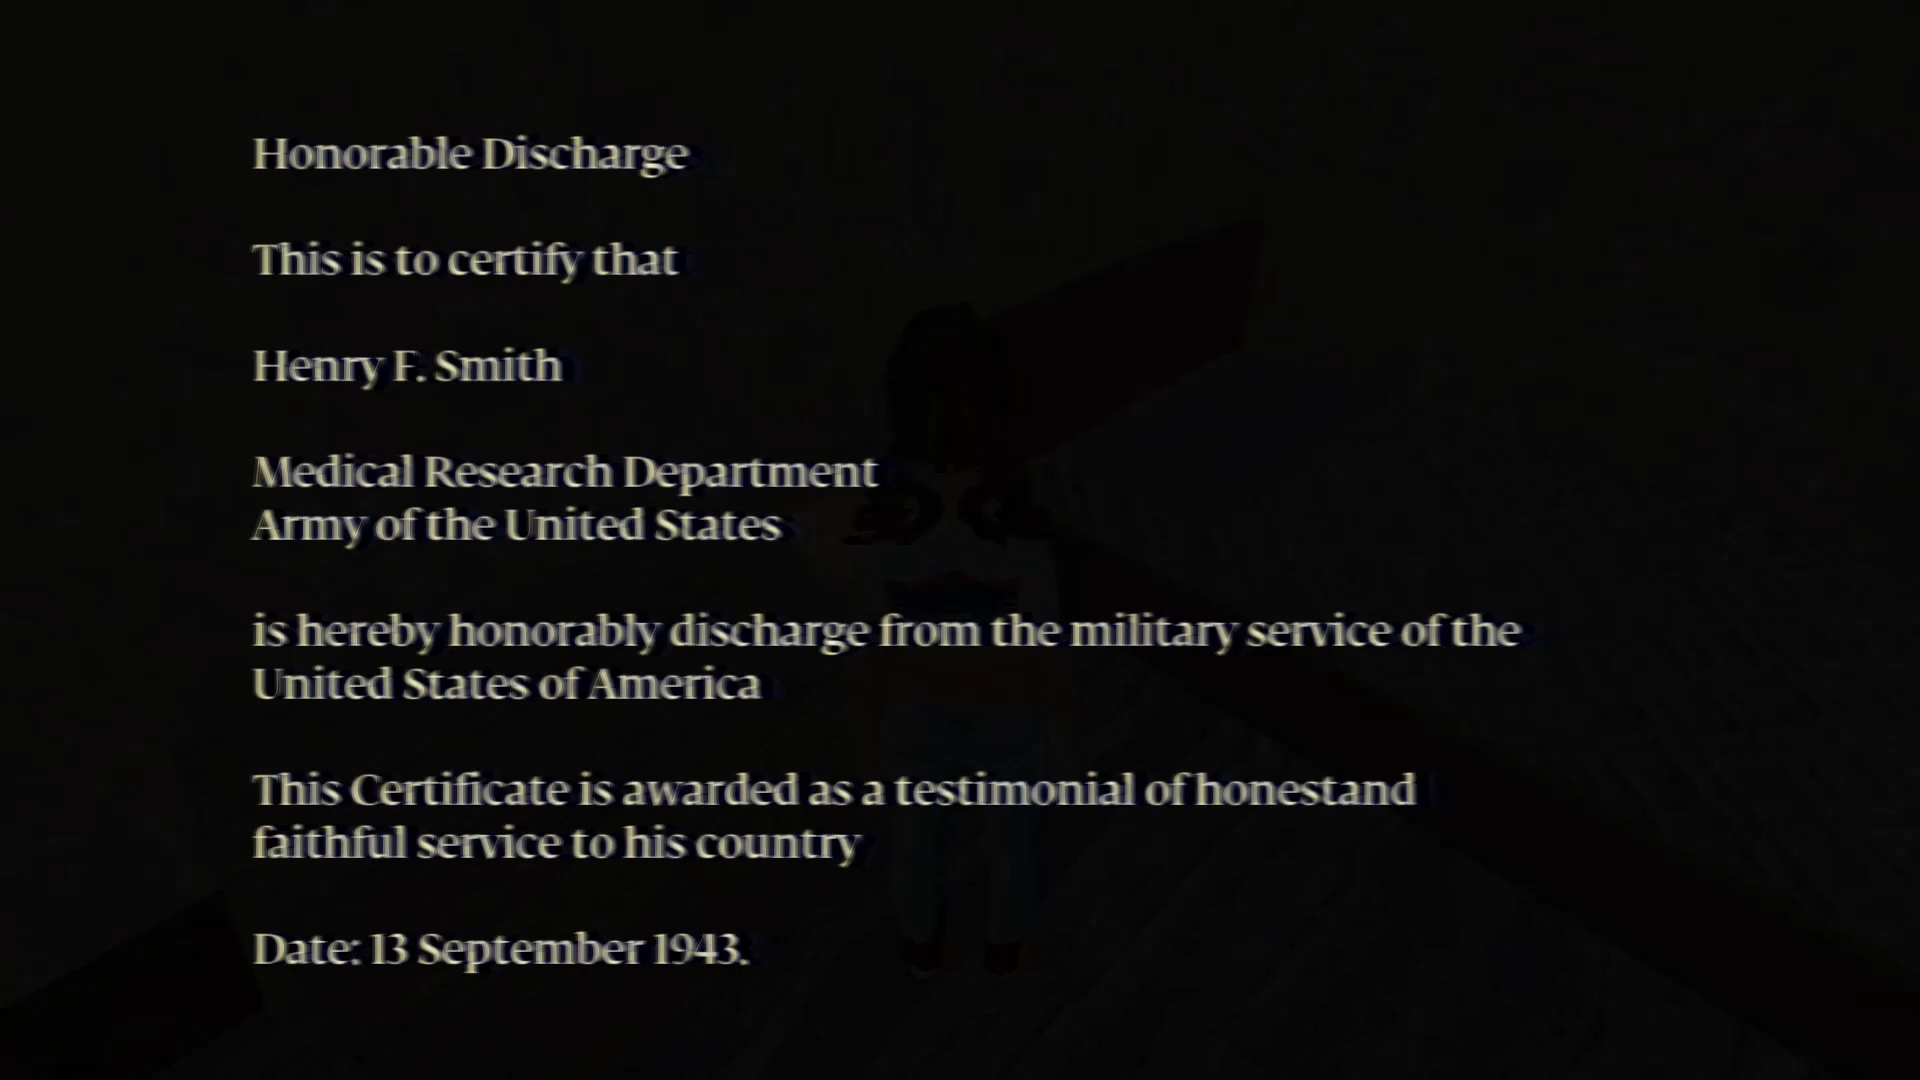 Honorable Discharge
This is to certify that
Henry F. Smith
Medical Research Department
Army of the United States
is hereby honorably discharge from the military service of the
United States of America
This Certificate is awarded as a testimonial of honestand
faithful service to his country
Date: 13 September 1943.